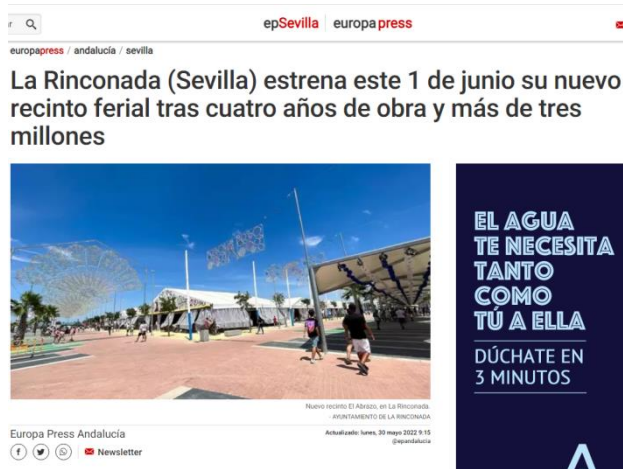 epSevilla europapress
europapress / andalucía / sevilla
La Rinconada (Sevilla) estrena este 1 de junio su nuevo
recinto ferial tras cuatro años de obra y más de tres
millones
EL AGUA
TE NECESITA
TANTO
COMO
TÚ A ELLA
DÚCHATE EN
3 MINUTOS
Nuevo recinto El Abrazo, en La Rinconada.
- AYUNTAMIENTO DE LA RINCONADA
Europa Press Andalucía
Actualizado: lunes, 30 mayo 2022 9:15
@epandalucia
Newsletter